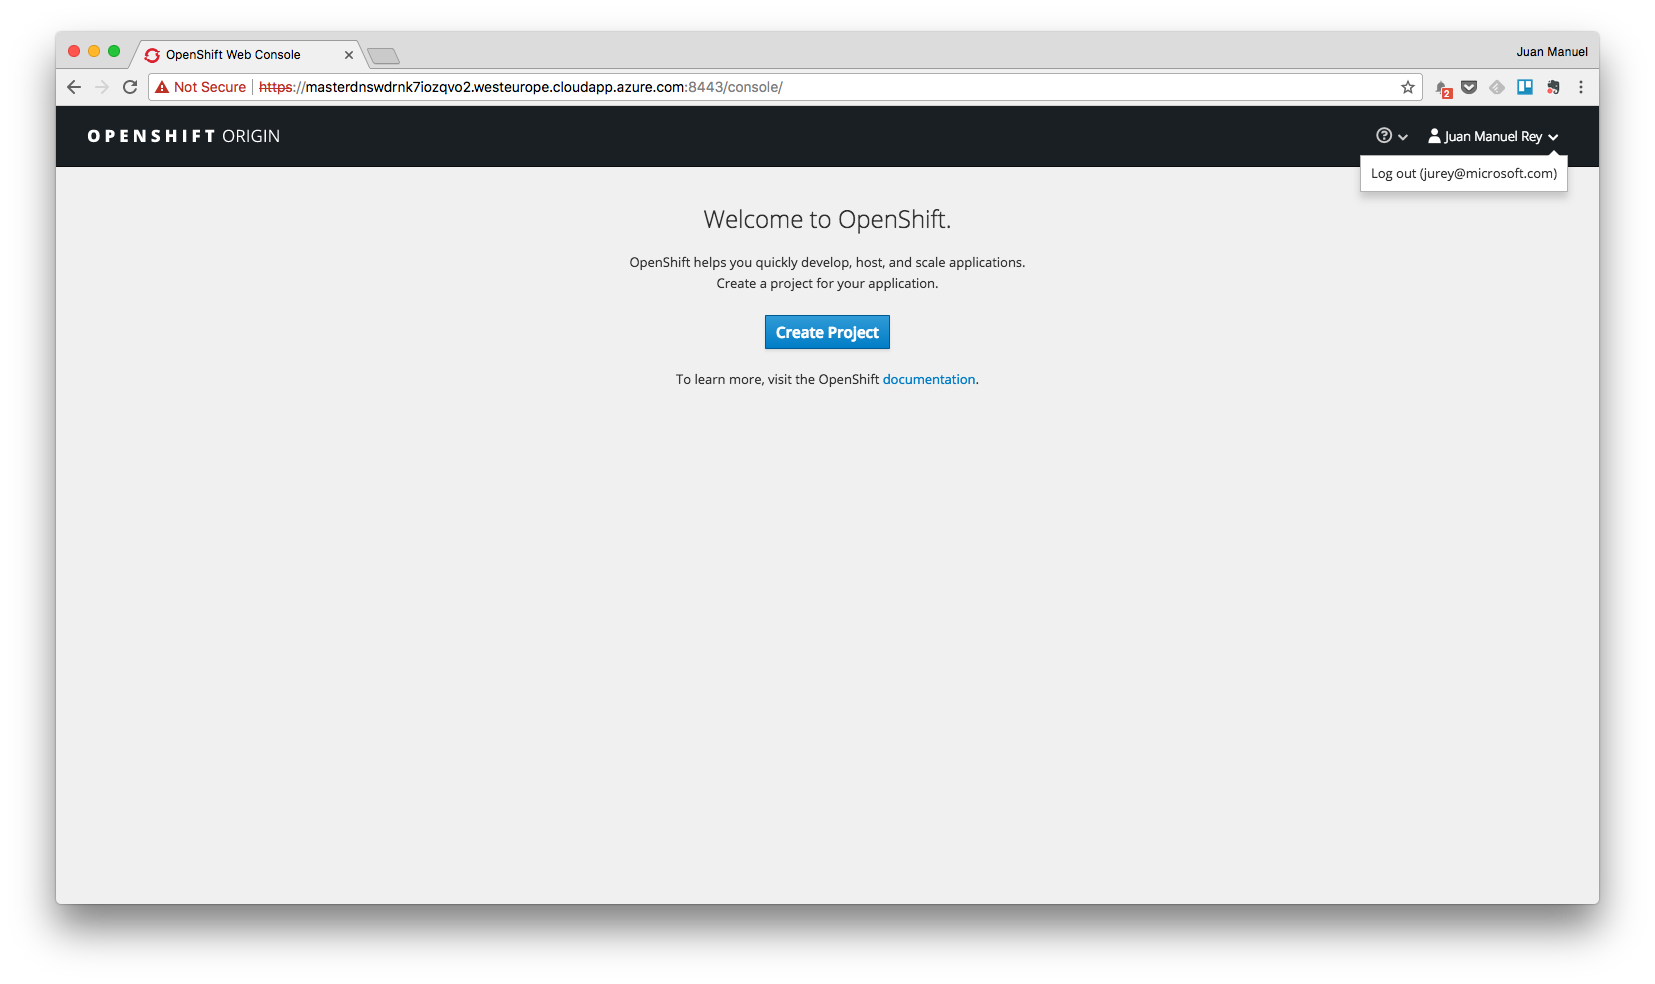 OpenShift Web Console
Juan Manuel
Not Secure https://masterdnswdrnk7iozqvo2.westeurope.cloudapp.azure.com:8443/console/
2
OPENSHIFT ORIGIN
Juan Manuel Rey
Log out (jurey@microsoft.com)
Welcome to OpenShift.
OpenShift helps you quickly develop, host, and scale applications.
Create a project for your application.
Create Project
To learn more, visit the OpenShift documentation.